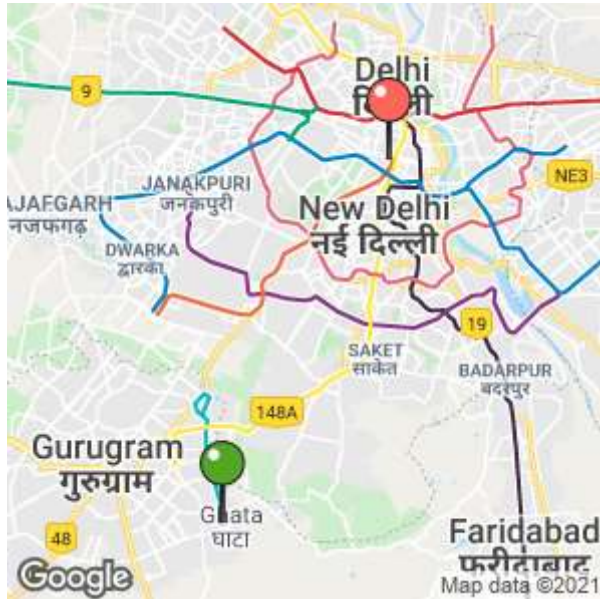 Delhi
9
JANAKPURI
जनकपुरी
NE3
AJAFGARH
नजफगढ़
New Delhi
नई दिल्ली
DWARKA
द्वारका
19
SAKET
साकेत
BADARPUR
बदरपुर
148A
Gurugram
गुरुग्राम
Ghata
घाटा
48
Faridabad
फरीदाबाद
Google
Map data ©2021